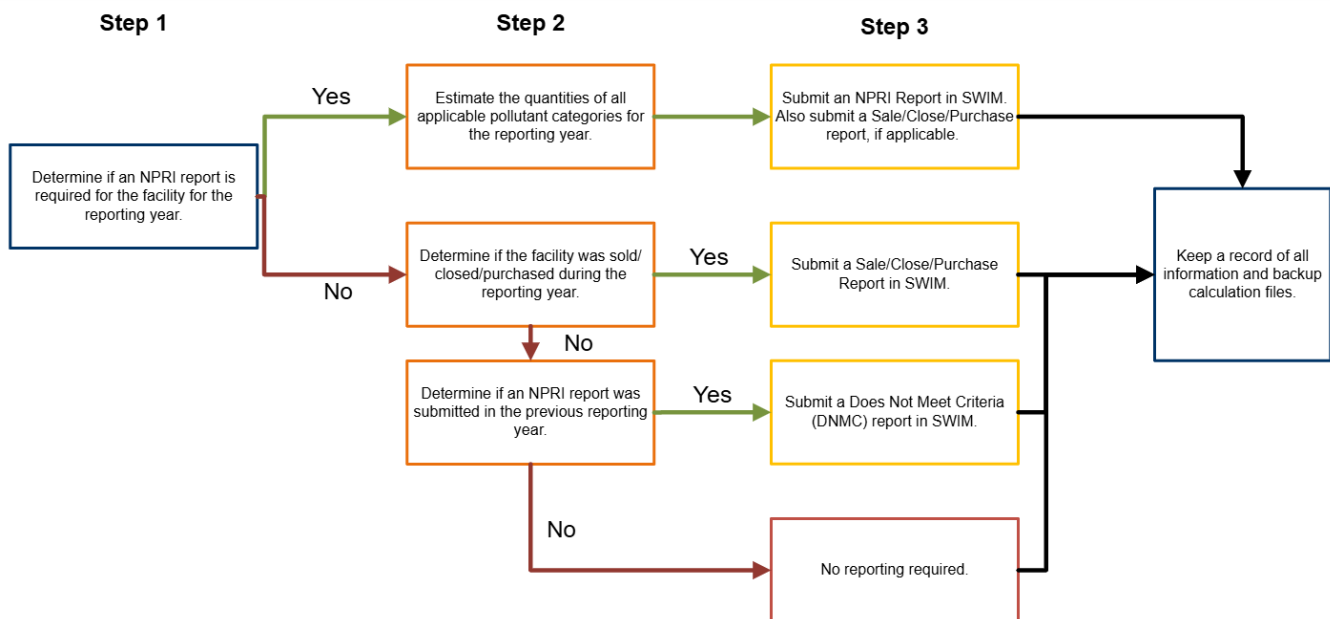 Step 1
Step 2
Step 3
Yes
Estimate the quantities of all
applicable pollutant categories for
the reporting year.
Submit an NPRI Report in SWIM.
Also submit a Sale/Close/Purchase
report, if applicable.
Determine if an NPRI report is
required for the facility for the
reporting year.
No
Determine if the facility was sold/
closed/purchased during the
reporting year.
Yes
Submit a Sale/Close/Purchase
Report in SWIM.
Keep a record of all
information and backup
calculation files.
No
Determine if an NPRI report was
submitted in the previous reporting
year.
Yes
Submit a Does Not Meet Criteria
(DNMC) report in SWIM.
No
No reporting required.